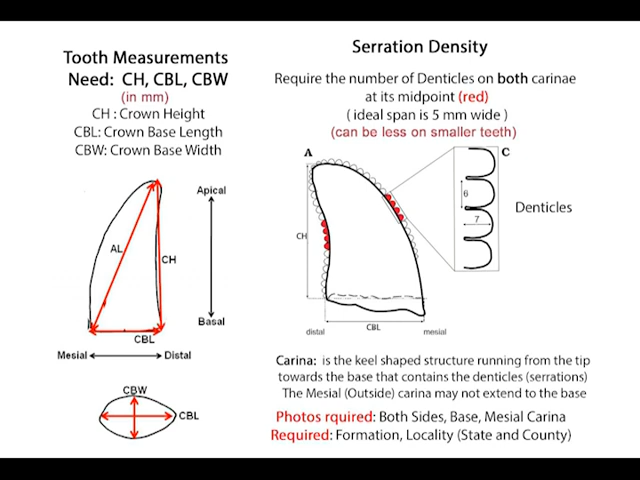 Tooth Measurements
Need: CH, CBL, CBW
(in mm)
CH : Crown Height
CBL: Crown Base Length
CBW: Crown Base Width
Apical
AL
CH
Basal
CBL
Mesial
Distal
CBW
CBL
Serration Density
Require the number of Denticles on both carinae
at its midpoint (red)
( ideal span is 5 mm wide )
(can be less on smaller teeth)
A
C
6
7
Denticles
CH
distal
CBL
mesial
Carina: is the keel shaped structure running from the tip
towards the base that contains the denticles (serrations)
The Mesial (Outside) carina may not extend to the base
Photos rquired: Both Sides, Base, Mesial Carina
Required: Formation, Locality (State and County)